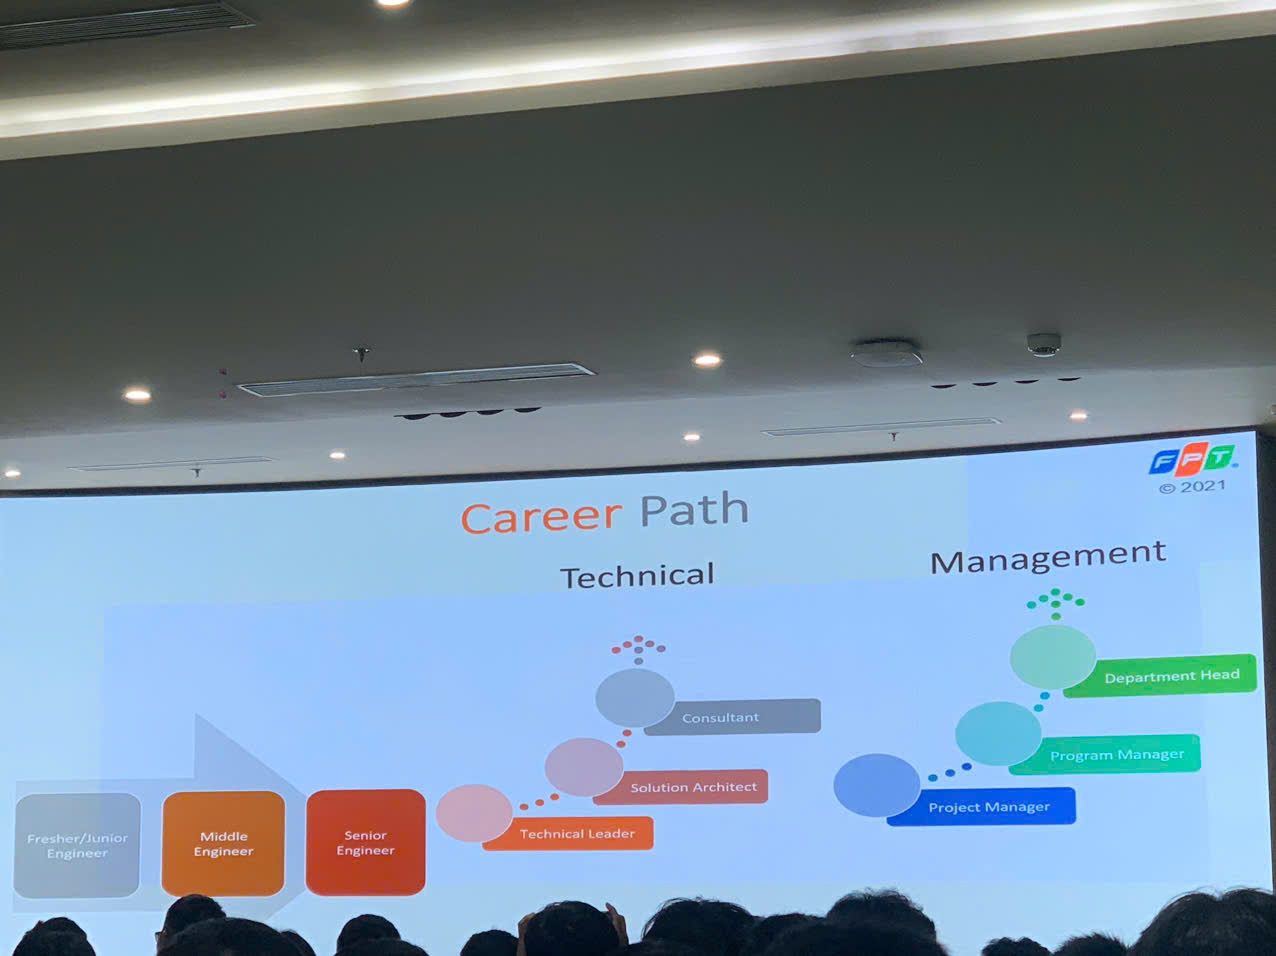 FPT
© 2021
Career Path
Technical
Management
Fresher/Junior
Engineer
Middle
Engineer
Senior
Engineer
Technical Leader
Solution Architect
Consultant
Project Manager
Program Manager
Department Head